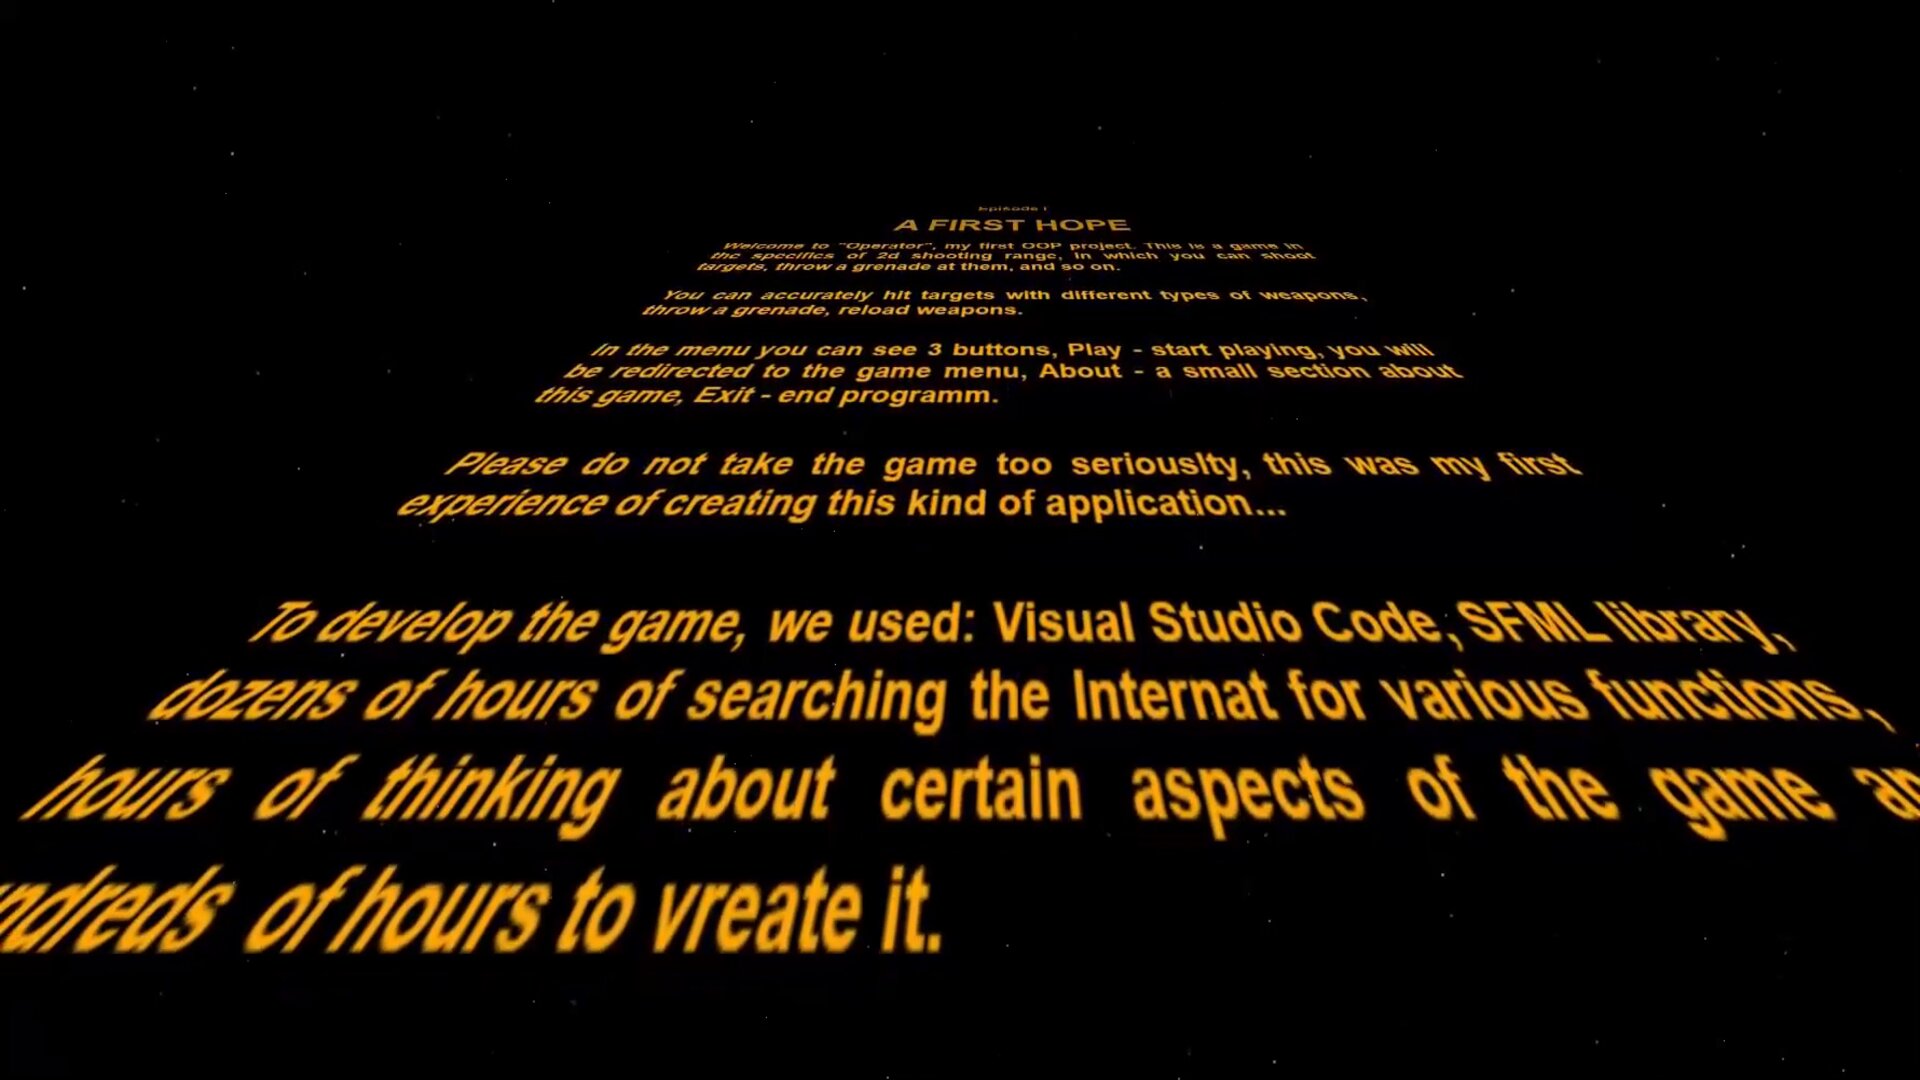 Episode I
A FIRST HOPE
Welcome to "Operator", my first OOP project. This is a game in
the specifics of 2d shooting range, in which you can shoot
targets, throw a grenade at them, and so on.
You can accurately hit targets with different types of weapons,
throw a grenade, reload weapons.
In the menu you can see 3 buttons, Play - start playing, you will
be redirected to the game menu, About - a small section about
this game, Exit - end programm.
Please do not take the game too seriouslty, this was my first
experience of creating this kind of application...
To develop the game, we used: Visual Studio Code, SFML library,
dozens of hours of searching the Internat for various functions,
hours of thinking about certain aspects of the game an
ndreds of hours to vreate it.